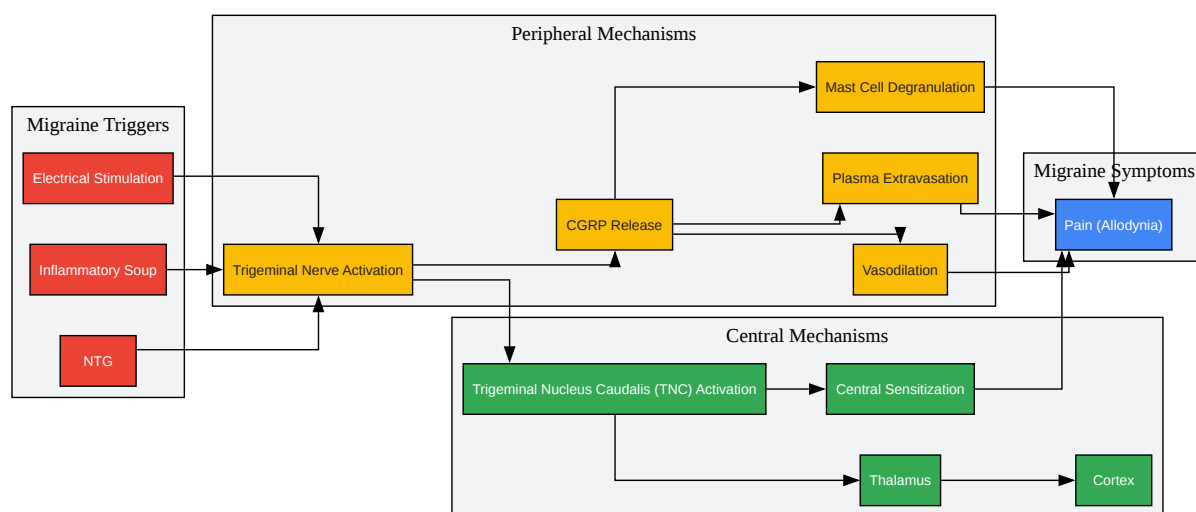 Peripheral Mechanisms
Mast Cell Degranulation
Migraine Triggers
Electrical Stimulation
Plasma Extravasation
Migraine Symptoms
CGRP Release
Pain (Allodynia)
Inflammatory Soup
Trigeminal Nerve Activation
Vasodilation
NTG
Central Mechanisms
Trigeminal Nucleus Caudalis (TNC) Activation
Central Sensitization
Thalamus
Cortex